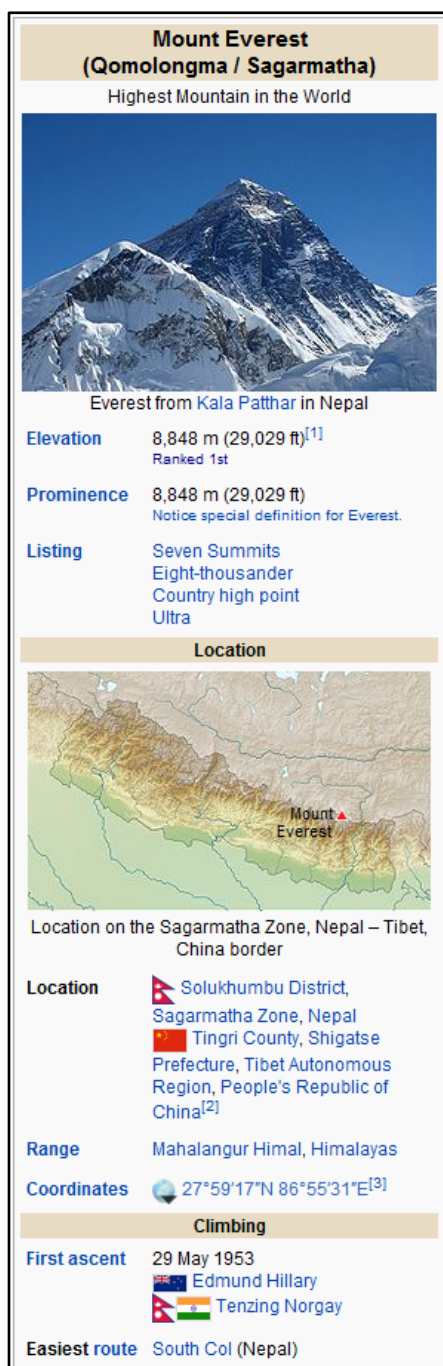 Mount Everest
(Qomolongma / Sagarmatha)
Highest Mountain in the World
Everest from Kala Patthar in Nepal
Elevation 8,848 m (29,029 ft)[1]
Ranked 1st
Prominence 8,848 m (29,029 ft)
Notice special definition for Everest.
Listing Seven Summits
Eight-thousander
Country high point
Ultra
Location
Mount
Everest
Location on the Sagarmatha Zone, Nepal – Tibet,
China border
Location Solukhumbu District,
Sagarmatha Zone, Nepal
Tingri County, Shigatse
Prefecture, Tibet Autonomous
Region, People's Republic of
China[2]
Range Mahalangur Himal, Himalayas
Coordinates 27°59′17″N 86°55′31″E[3]
Climbing
First ascent 29 May 1953
Edmund Hillary
Tenzing Norgay
Easiest route South Col (Nepal)